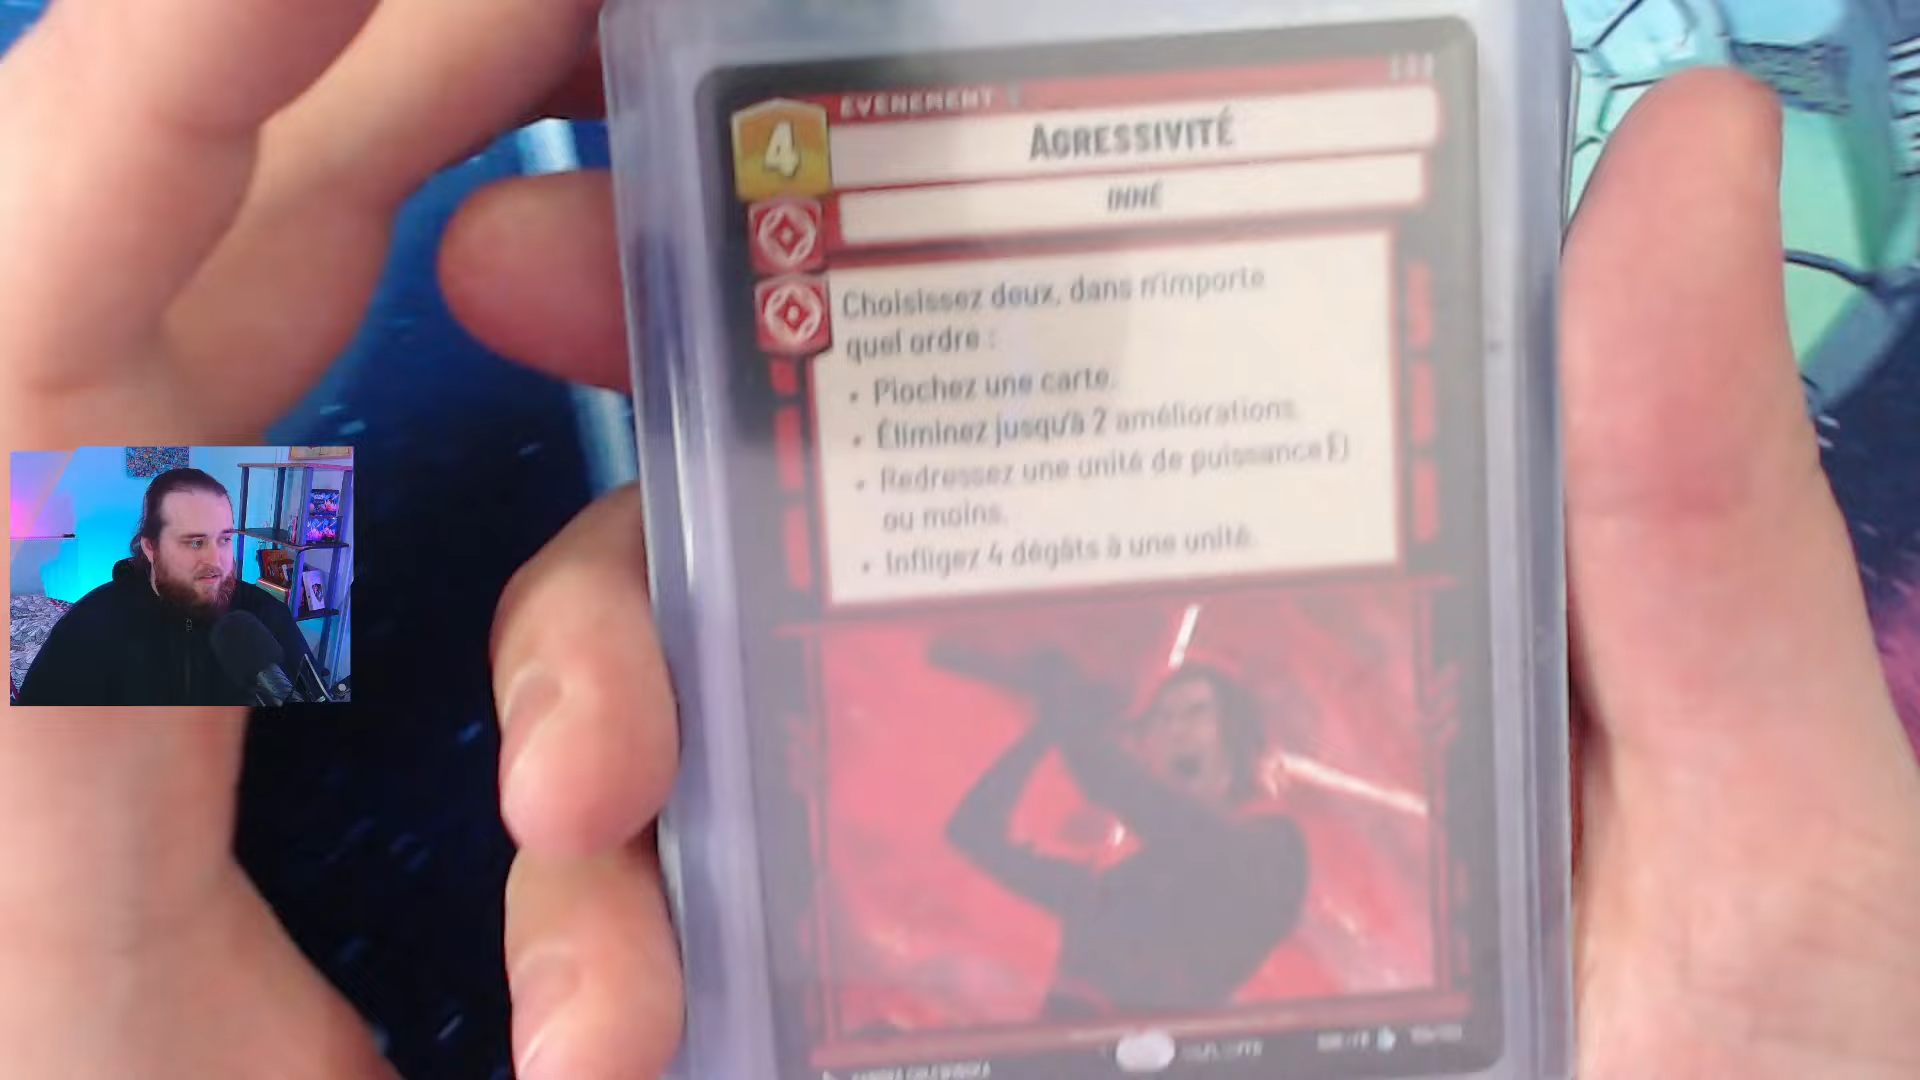 ÉVÉNEMENT
4
AGRESSIVITÉ
INNÉ
Choisissez deux, dans n'importe
quel ordre :
• Piochez une carte.
• Éliminez jusqu'à 2 améliorations.
• Redressez une unité de puissance
ou moins.
• Infligez 4 dégâts à une unité.